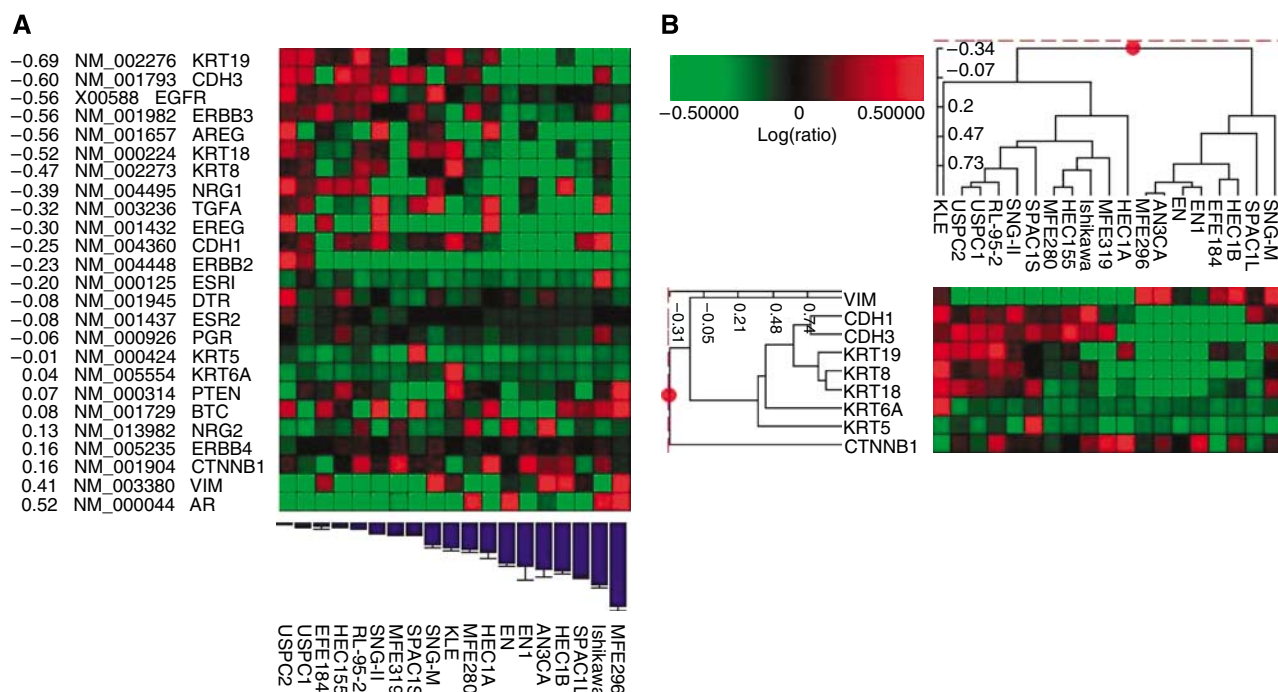 A
−0.69 NM_002276 KRT19
−0.60 NM_001793 CDH3
−0.56 X00588 EGFR
−0.56 NM_001982 ERBB3
−0.56 NM_001657 AREG
−0.52 NM_000224 KRT18
−0.47 NM_002273 KRT8
−0.39 NM_004495 NRG1
−0.32 NM_003236 TGFA
−0.30 NM_001432 EREG
−0.25 NM_004360 CDH1
−0.23 NM_004448 ERBB2
−0.20 NM_000125 ESRI
−0.08 NM_001945 DTR
−0.08 NM_001437 ESR2
−0.06 NM_000926 PGR
−0.01 NM_000424 KRT5
0.04 NM_005554 KRT6A
0.07 NM_000314 PTEN
0.08 NM_001729 BTC
0.13 NM_013982 NRG2
0.16 NM_005235 ERBB4
0.16 NM_001904 CTNNB1
0.41 NM_003380 VIM
0.52 NM_000044 AR
USPC2
USPC1
EFE184
HEC155
RL-95-2
SNG-II
MFE319
SPAC1S
SNG-M
KLE
MFE280
HEC1A
EN
EN1
AN3CA
HEC1B
SPAC1L
Ishikawa
MFE296
B
−0.50000 0 0.50000
Log(ratio)
−0.34
−0.07
0.2
0.47
0.73
KLE
USPC2
USPC1
RL-95-2
SNG-II
SPAC1S
MFE280
HEC155
Ishikawa
MFE319
HEC1A
MFE296
AN3CA
EN
EN1
EFE184
HEC1B
SPAC1L
SNG-M
−0.31
−0.05
0.21
0.48
0.74
VIM
CDH1
CDH3
KRT19
KRT8
KRT18
KRT6A
KRT5
CTNNB1